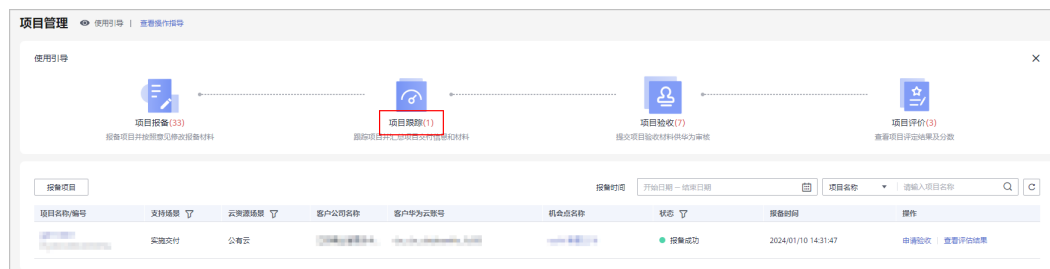 项目管理 使用引导 | 查看操作指导
使用引导
项目报备(33) 项目跟踪(1) 项目验收(7) 项目评价(3)
报备项目并按照意见修改报备材料 跟踪项目并汇总项目交付信息和材料 提交项目验收材料供华为审核 查看项目评定结果及分数
报备项目 报备时间 开始日期 – 结束日期 项目名称 请输入项目名称
项目名称/编号 支持场景 云资源场景 客户公司名称 客户华为云账号 机会点名称 状态 报备时间 操作
实施交付 公有云 报备成功 2024/01/10 14:31:47 申请验收 | 查看评估结果